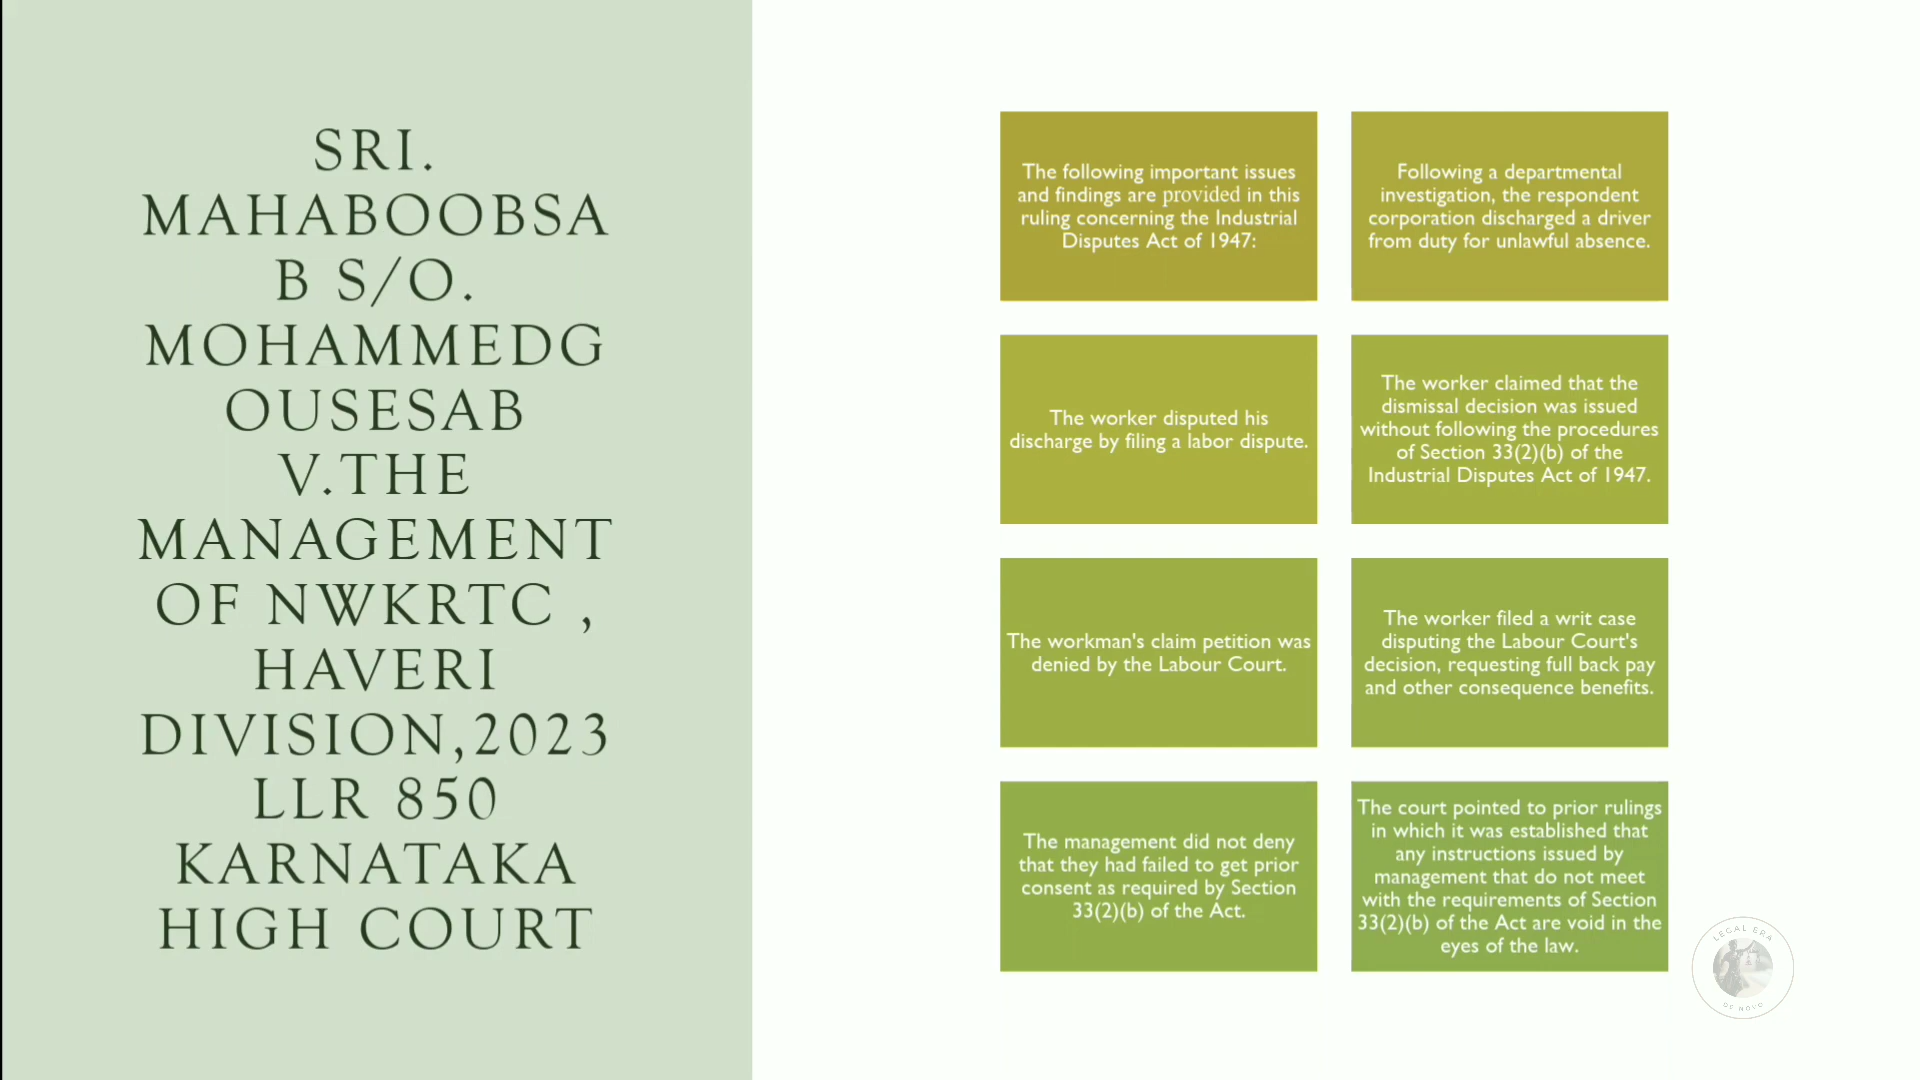 SRI.
MAHABOOBSA
B S/O.
MOHAMMEDG
OUSESAB
V.THE
MANAGEMENT
OF NWKRTC ,
HAVERI
DIVISION,2023
LLR 850
KARNATAKA
HIGH COURT
The following important issues
and findings are provided in this
ruling concerning the Industrial
Disputes Act of 1947:
Following a departmental
investigation, the respondent
corporation discharged a driver
from duty for unlawful absence.
The worker disputed his
discharge by filing a labor dispute.
The worker claimed that the
dismissal decision was issued
without following the procedures
of Section 33(2)(b) of the
Industrial Disputes Act of 1947.
The workman's claim petition was
denied by the Labour Court.
The worker filed a writ case
disputing the Labour Court's
decision, requesting full back pay
and other consequence benefits.
The management did not deny
that they had failed to get prior
consent as required by Section
33(2)(b) of the Act.
The court pointed to prior rulings
in which it was established that
any instructions issued by
management that do not meet
with the requirements of Section
33(2)(b) of the Act are void in the
eyes of the law.
LEGAL ERA
DE NOVO